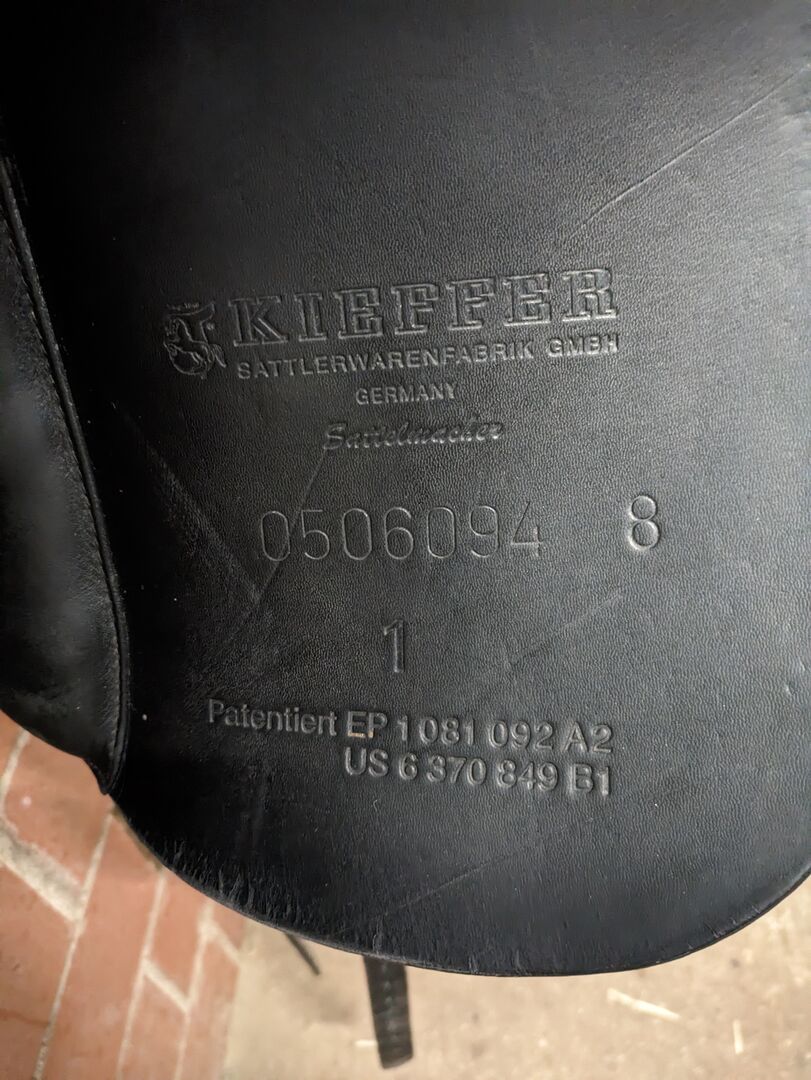 KIEFFER
SATTLERWARENFABRIK GMBH
GERMANY
Sattelmacher
0506094 8
1
Patentiert EP 1 081 092 A2
US 6 370 849 B1